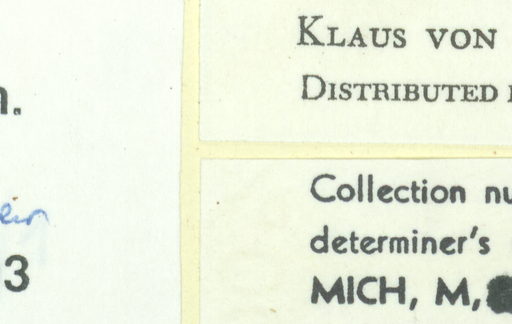 n.
3
KLAUS VON
DISTRIBUTED
Collection nu
determiner's
MICH, M,